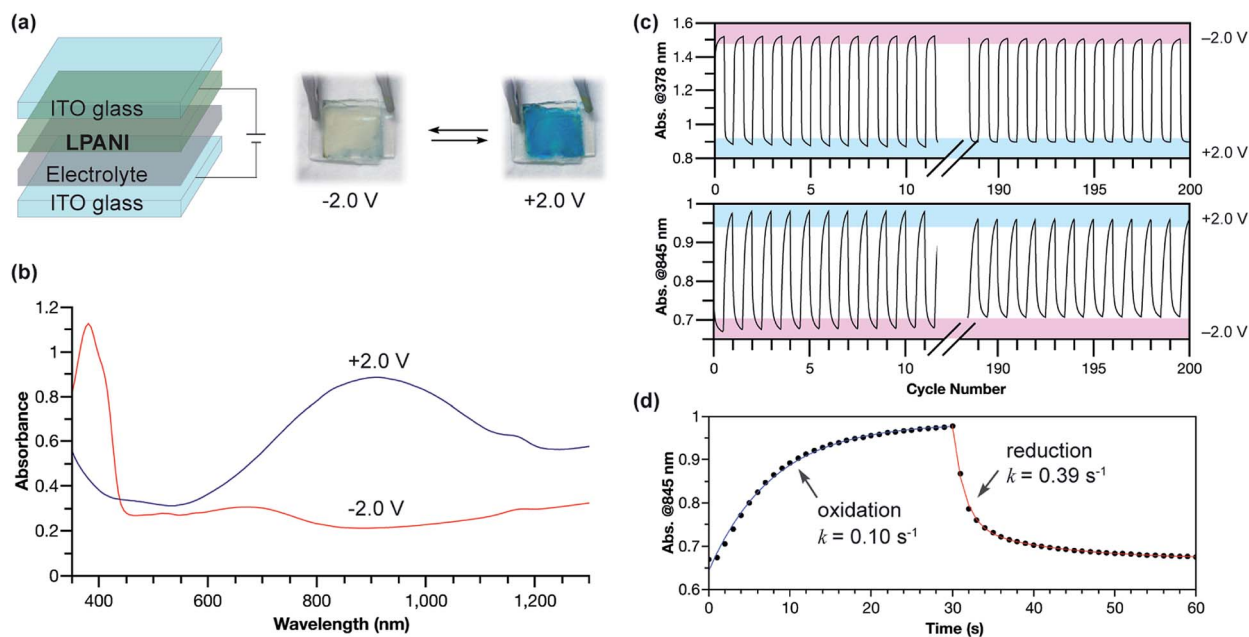 (a)
ITO glass
LPANI
Electrolyte
ITO glass
-2.0 V
+2.0 V
(b)
1.2
1
0.8
0.6
0.4
0.2
0
Absorbance
+2.0 V
-2.0 V
400
600
800
1,000
1,200
Wavelength (nm)
(c)
1.6
1.4
1.2
1
0.8
Abs. @378 nm
–2.0 V
+2.0 V
0
5
10
190
195
200
1
0.9
0.8
0.7
Abs. @845 nm
+2.0 V
–2.0 V
0
5
10
190
195
200
Cycle Number
(d)
1
0.9
0.8
0.7
0.6
Abs. @845 nm
oxidation
k = 0.10 s⁻¹
reduction
k = 0.39 s⁻¹
0
10
20
30
40
50
60
Time (s)